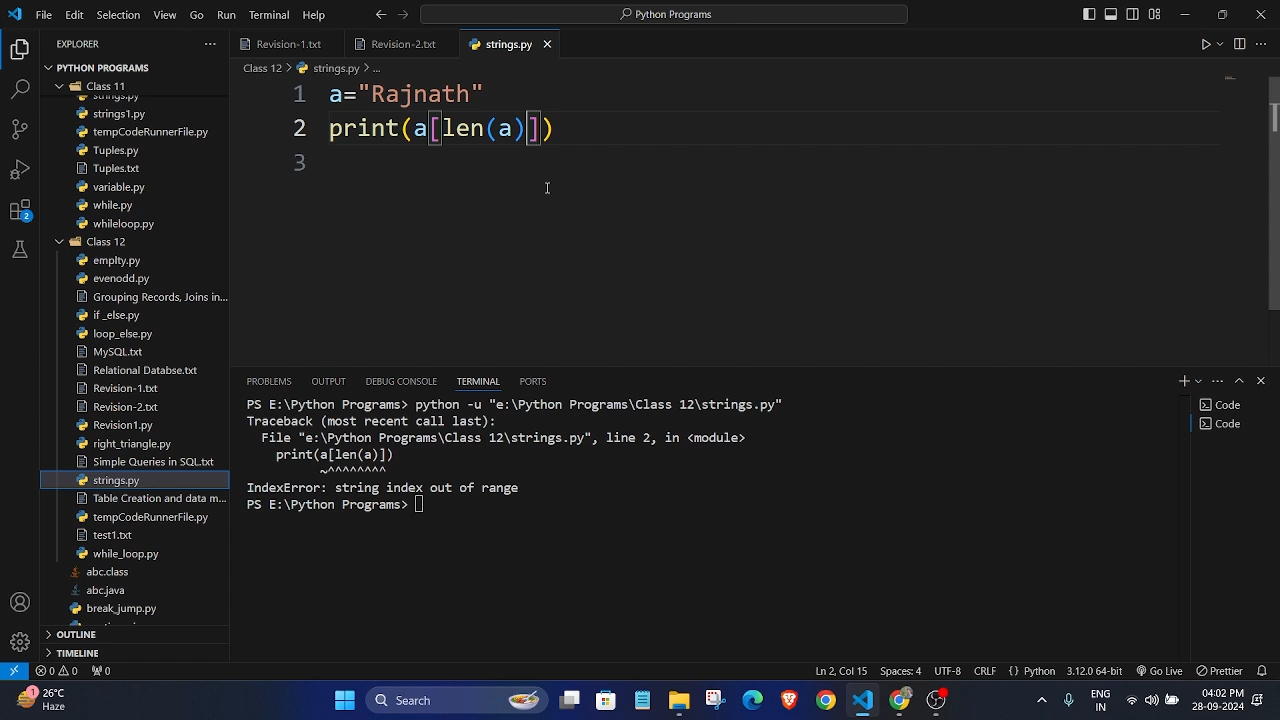 File Edit Selection View Go Run Terminal Help
Python Programs
EXPLORER
Revision-1.txt
Revision-2.txt
strings.py
PYTHON PROGRAMS
Class 12 > strings.py > ...
Class 11
strings.py
strings1.py
tempCodeRunnerFile.py
Tuples.py
Tuples.txt
variable.py
while.py
whileloop.py
Class 12
emplty.py
evenodd.py
Grouping Records, Joins in...
if _else.py
loop_else.py
MySQL.txt
Relational Databse.txt
Revision-1.txt
Revision-2.txt
Revision1.py
right_triangle.py
Simple Queries in SQL.txt
strings.py
Table Creation and data m...
tempCodeRunnerFile.py
test1.txt
while_loop.py
abc.class
abc.java
break_jump.py
OUTLINE
TIMELINE
2
1 a="Rajnath"
2 print(a[len(a)])
3
PROBLEMS OUTPUT DEBUG CONSOLE TERMINAL PORTS
PS E:\Python Programs> python -u "e:\Python Programs\Class 12\strings.py"
Traceback (most recent call last):
File "e:\Python Programs\Class 12\strings.py", line 2, in <module>
print(a[len(a)])
~^^^^^^^^
IndexError: string index out of range
PS E:\Python Programs>
Code
Code
0 0 0 Ln 2, Col 15 Spaces: 4 UTF-8 CRLF {} Python 3.12.0 64-bit Go Live Prettier
1
26°C
Haze
Search
ENG
IN
04:02 PM
28-09-2024